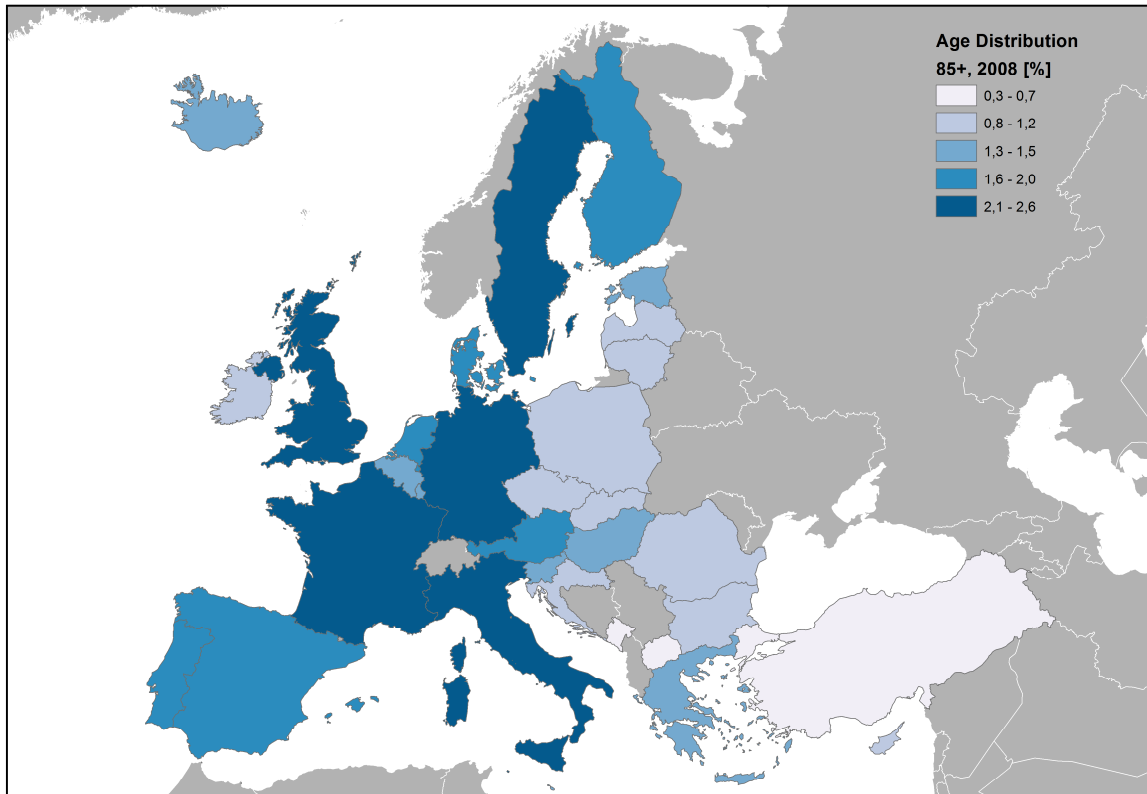 Age Distribution
85+, 2008 [%]
0,3 - 0,7
0,8 - 1,2
1,3 - 1,5
1,6 - 2,0
2,1 - 2,6